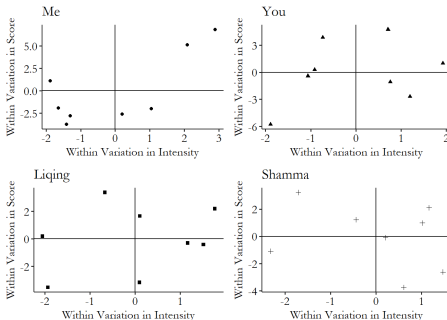 Me
Within Variation in Score
5.0
2.5
0.0
-2.5
-2
-1
0
1
2
3
Within Variation in Intensity
You
Within Variation in Score
3
0
-3
-6
-2
-1
0
1
2
Within Variation in Intensity
Liqing
Within Variation in Score
2
0
-2
-2
-1
0
1
Within Variation in Intensity
Shamma
Within Variation in Score
2
0
-2
-4
-2
-1
0
1
Within Variation in Intensity